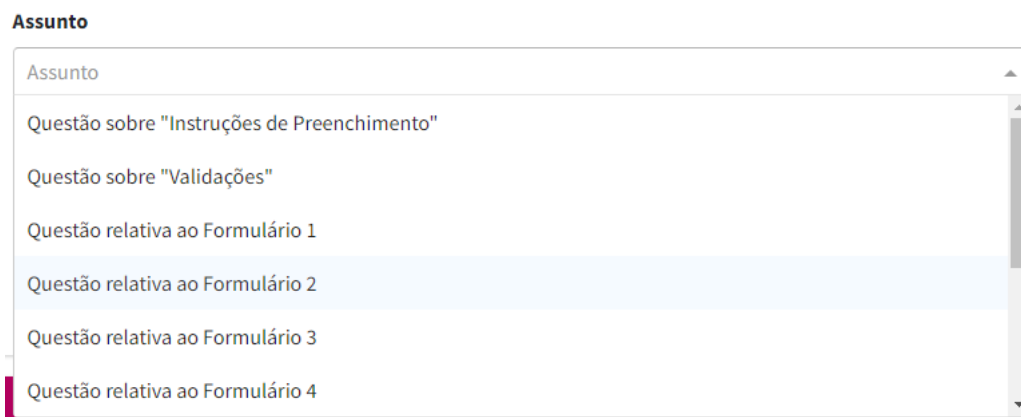 Assunto
Assunto
Questão sobre "Instruções de Preenchimento"
Questão sobre "Validações"
Questão relativa ao Formulário 1
Questão relativa ao Formulário 2
Questão relativa ao Formulário 3
Questão relativa ao Formulário 4